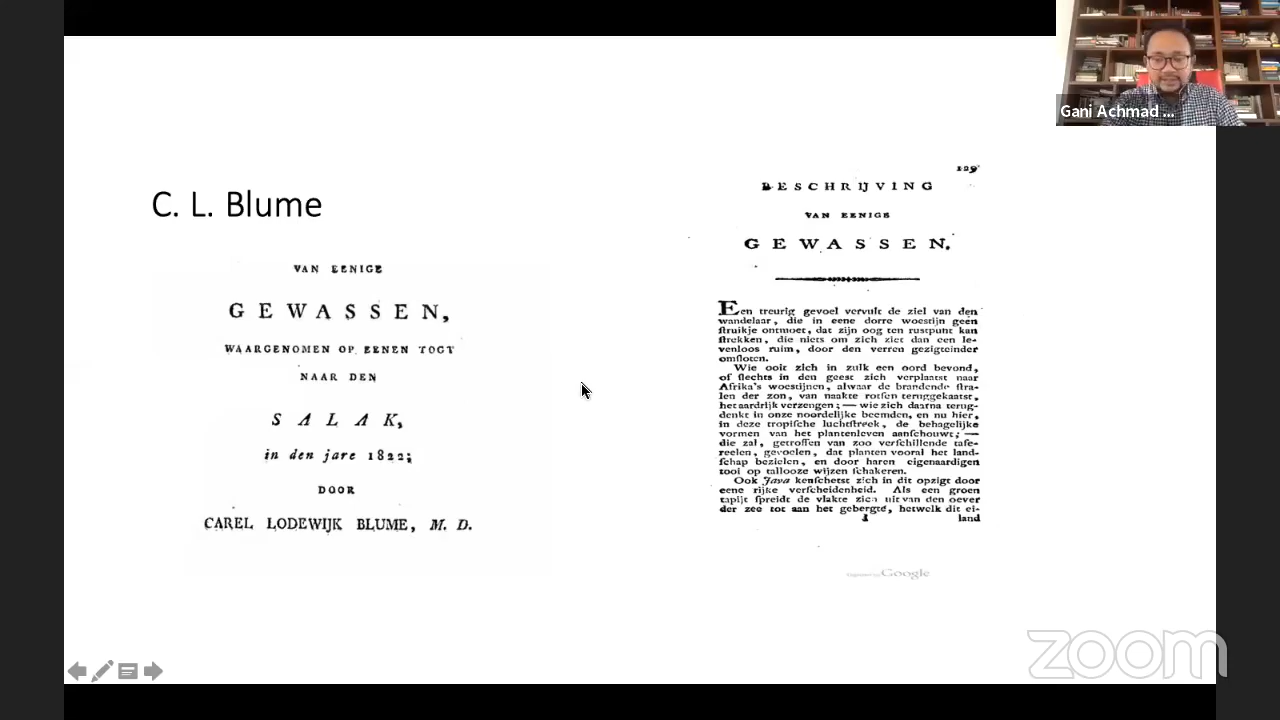 C. L. Blume
VAN EENIGE
GEWASSEN,
WAARGENOMEN OP EENEN TOGT
NAAR DEN
SALAK,
in den jare 1822;
DOOR
CAREL LODEWIJK BLUME, M. D.
129
BESCHRIJVING
VAN EENIGE
GEWASSEN.
Een treurig gevoel vervult de ziel van den
wandelaar, die in eene dorre woestijn geen
ſtruikje ontmoet, dat zijn oog ten rustpunt kan
ſtrekken, die niets om zich ziet dan een le-
venloos ruim, door den verren gezigteinder
omſloten.
Wie ooit zich in zulk een oord bevond,
of ſlechts in den geest zich verplaatst naar
Afrika's woestijnen, alwaar de brandende ſtra-
len der zon, van naakte rotſen teruggekaatst,
het aardrijk verzengen; — wie zich daarna terug-
denkt in onze noordelijke beemden, en nu hier,
in deze tropiſche luchtſtreek, de behagelijke
vormen van het plantenleven aanſchouwt; —
die zal, getroffen van zoo verſchillende tafe-
reelen, gevoelen, dat planten vooral het land-
ſchap bezielen, en door haren eigenaardigen
tooi op tallooze wijzen ſchakeren.
Ook Java kenſchetst zich in dit opzigt door
eene rijke verſcheidenheid. Als een groen
tapijt ſpreidt de vlakte zich uit van den oever
der zee tot aan het gebergte, hetwelk dit ei-
I land
Digitized by Google
Gani Achmad ...
zoom